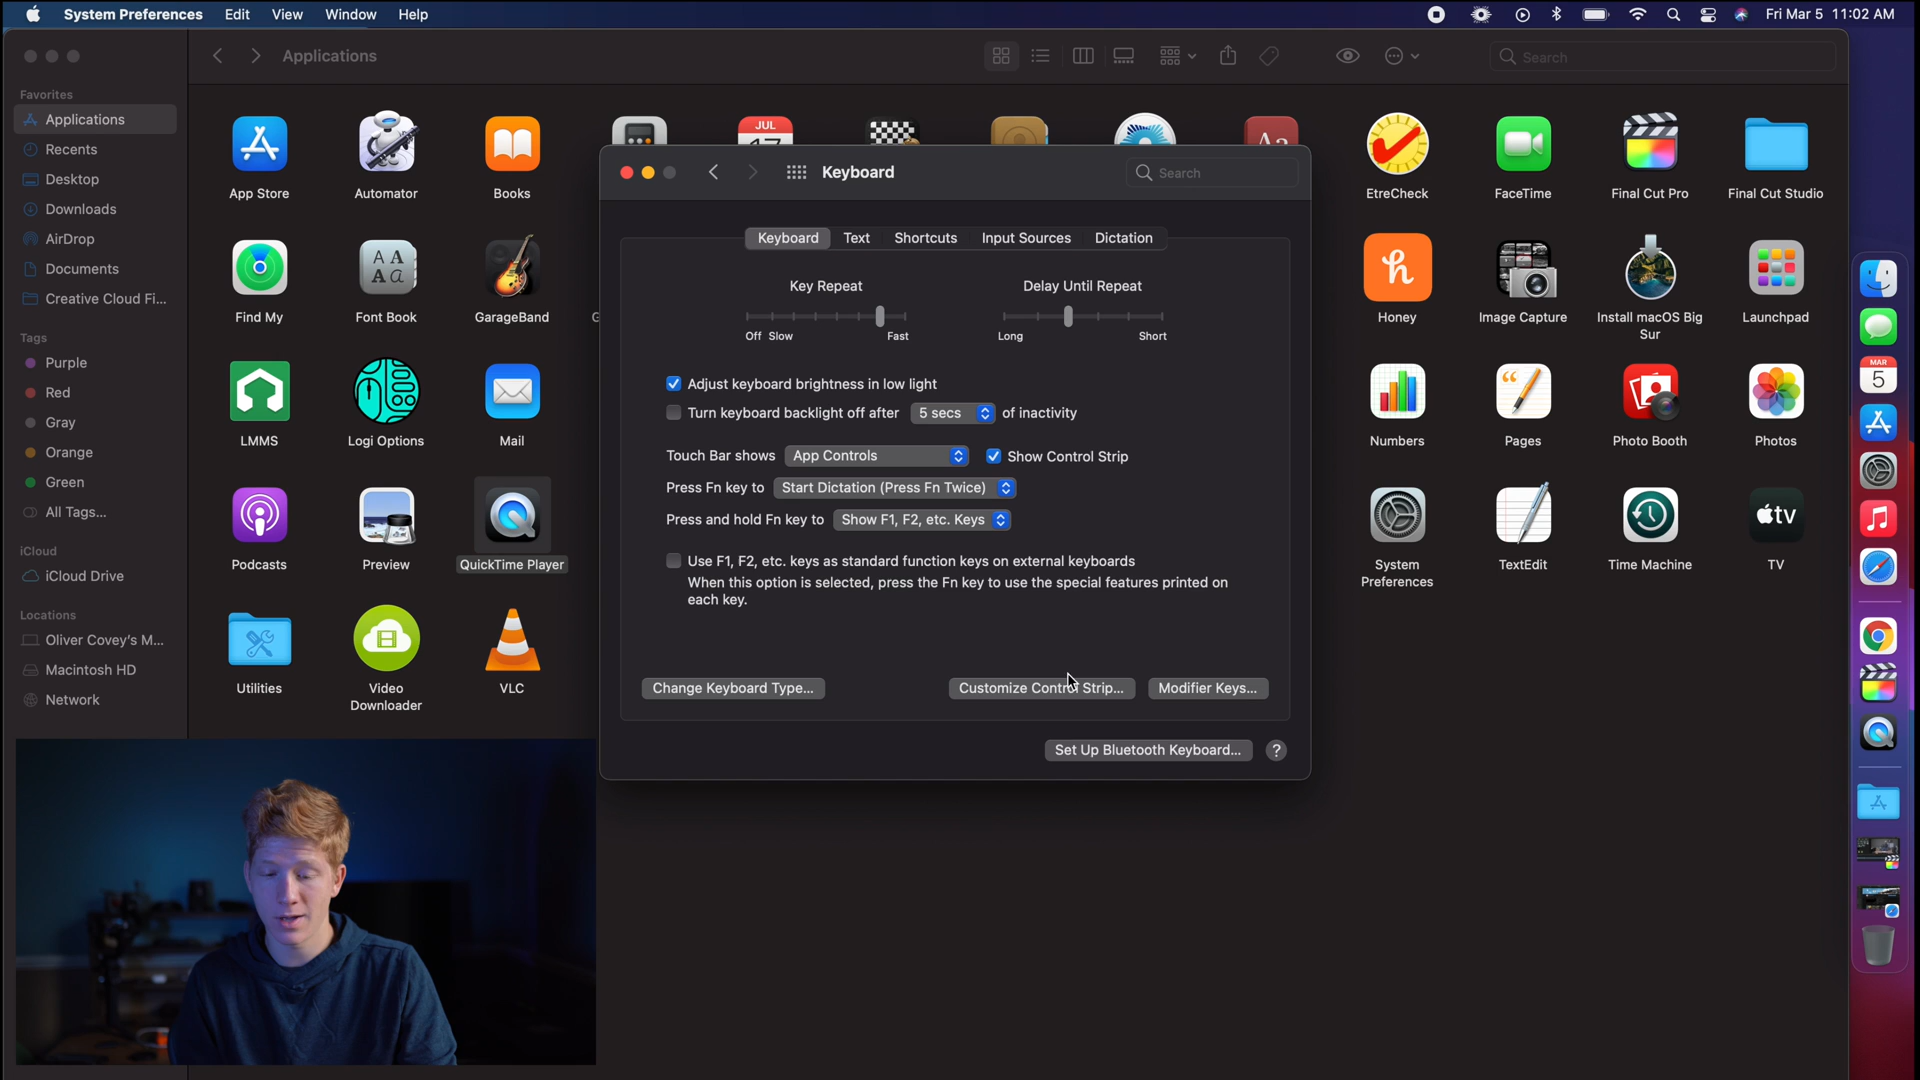 System Preferences Edit View Window Help
Fri Mar 5 11:02 AM
Applications
Search
Favorites
Applications
Recents
Desktop
Downloads
AirDrop
Documents
Creative Cloud Fi...
Tags
Purple
Red
Gray
Orange
Green
All Tags...
iCloud
iCloud Drive
Locations
Oliver Covey's M...
Macintosh HD
Network
JUL
17
Aa
App Store Automator Books EtreCheck FaceTime Final Cut Pro Final Cut Studio
AA
AA
Find My Font Book GarageBand G Honey Image Capture Install macOS Big Launchpad
Sur
LMMS Logi Options Mail Numbers Pages Photo Booth Photos
tv
Podcasts Preview QuickTime Player System TextEdit Time Machine TV
Preferences
Utilities Video VLC
Downloader
Keyboard
Search
Keyboard Text Shortcuts Input Sources Dictation
Key Repeat Delay Until Repeat
Off Slow Fast Long Short
Adjust keyboard brightness in low light
Turn keyboard backlight off after 5 secs of inactivity
Touch Bar shows App Controls Show Control Strip
Press Fn key to Start Dictation (Press Fn Twice)
Press and hold Fn key to Show F1, F2, etc. Keys
Use F1, F2, etc. keys as standard function keys on external keyboards
When this option is selected, press the Fn key to use the special features printed on
each key.
Change Keyboard Type... Customize Control Strip... Modifier Keys...
Set Up Bluetooth Keyboard... ?
MAR
5